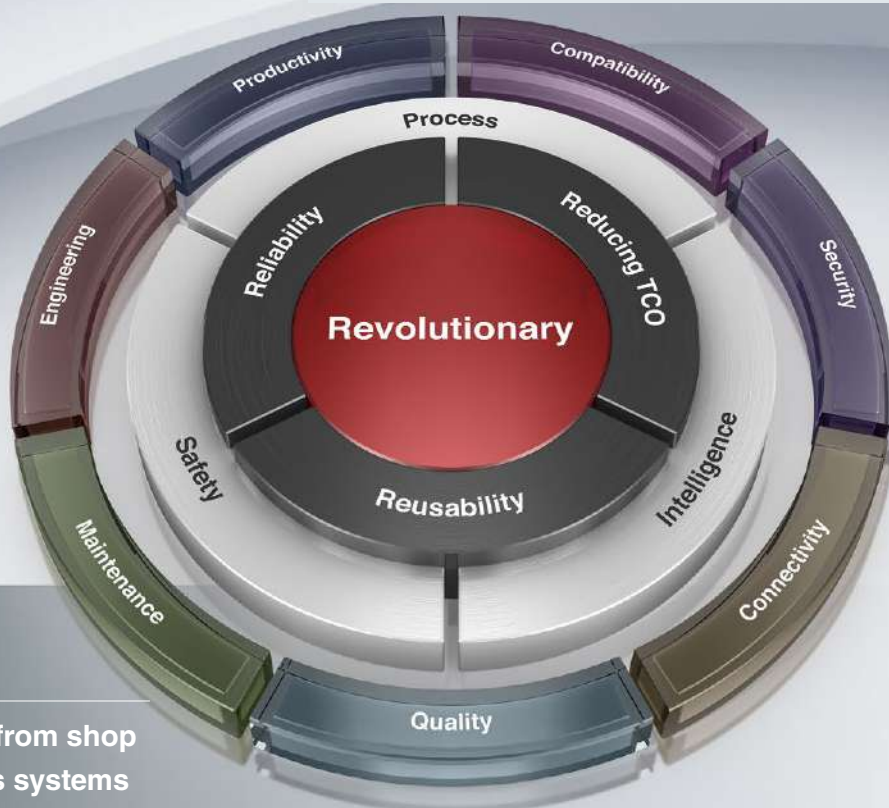 Productivity
Compatibility
Process
Reliability
Reducing TCO
Engineering
Security
Revolutionary
Safety
Intelligence
Reusability
Maintenance
Connectivity
Quality
from shop
s systems